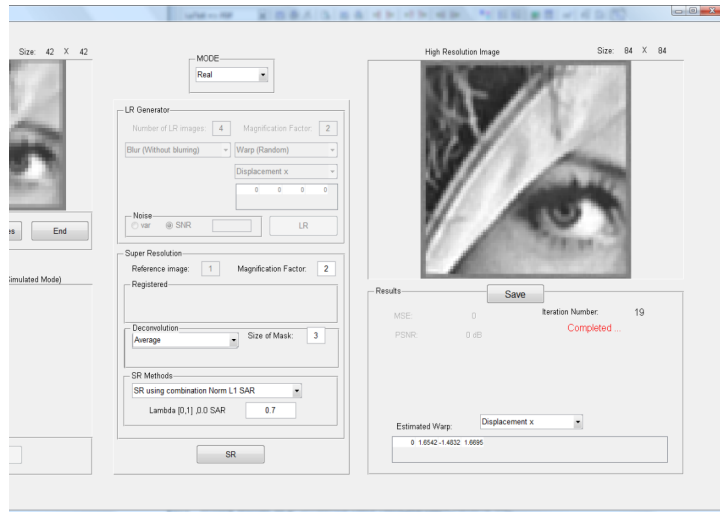 Size: 42 X 42
es
End
Simulated Mode)
MODE
Real
LR Generator
Number of LR images: 4 Magnification Factor: 2
Blur (Without blurring) Warp (Random)
Displacement x
0 0 0 0
Noise
var SNR
LR
Super Resolution
Reference image: 1 Magnification Factor: 2
Registered
Deconvolution
Average Size of Mask: 3
SR Methods
SR using combination Norm L1 SAR
Lambda [0,1] ,0.0 SAR 0.7
SR
High Resolution Image Size: 84 X 84
Results
Save
MSE: 0 Iteration Number: 19
Completed ...
PSNR: 0 dB
Estimated Warp: Displacement x
0 1.6542 -1.4832 1.6695